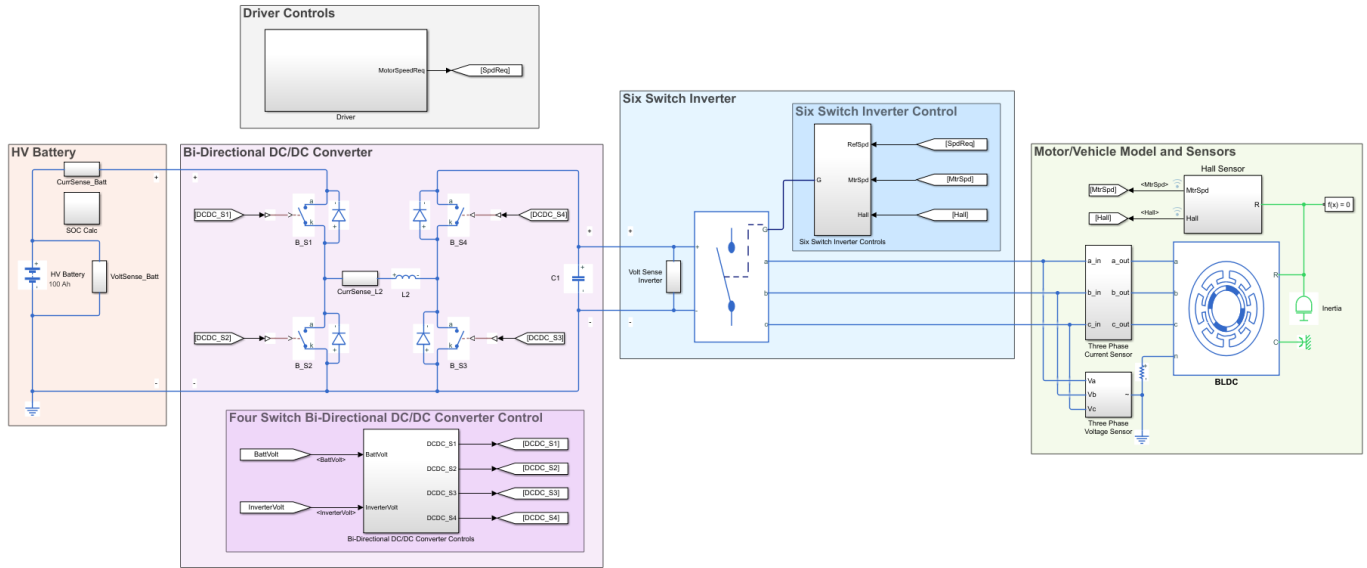 Driver Controls
MotorSpeedReq
[SpdReq]
Driver
HV Battery
CurrSense_Batt
+
SOC Calc
HV Battery
100 Ah
VoltSense_Batt
-
Bi-Directional DC/DC Converter
+
[DCDC_S1]
a
k
B_S1
a
k
B_S4
[DCDC_S4]
CurrSense_L2
L2
C1
+
-
[DCDC_S2]
a
k
B_S2
a
k
B_S3
[DCDC_S3]
-
Four Switch Bi-Directional DC/DC Converter Control
BattVolt
<BattVolt>
InverterVolt
<InverterVolt>
BattVolt
InverterVolt
DCDC_S1
DCDC_S2
DCDC_S3
DCDC_S4
[DCDC_S1]
[DCDC_S2]
[DCDC_S3]
[DCDC_S4]
Bi-Directional DC/DC Converter Controls
Six Switch Inverter
+
Volt Sense
Inverter
-
+
-
G
a
b
c
Six Switch Inverter Control
G
RefSpd
MtrSpd
Hall
[SpdReq]
[MtrSpd]
[Hall]
Six Switch Inverter Controls
Motor/Vehicle Model and Sensors
Hall Sensor
[MtrSpd]
<MtrSpd>
MtrSpd
[Hall]
<Hall>
Hall
R
f(x) = 0
a_in
b_in
c_in
a_out
b_out
c_out
Three Phase
Current Sensor
Va
Vb
Vc
-
Three Phase
Voltage Sensor
a
b
c
n
R
C
BLDC
Inertia